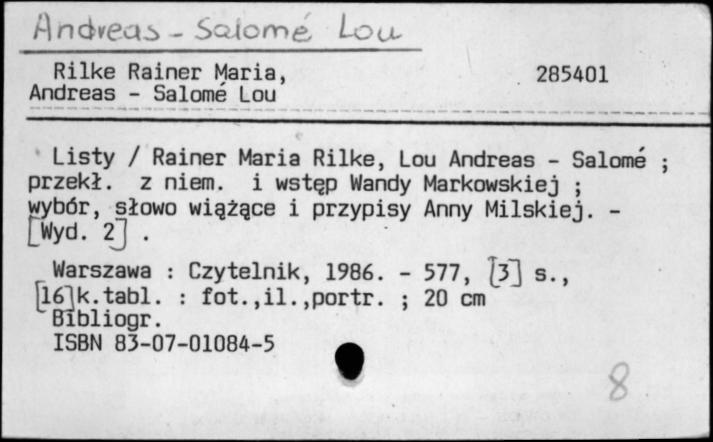 Andreas - Salomé Lou
Rilke Rainer Maria, 285401
Andreas - Salomé Lou
Listy / Rainer Maria Rilke, Lou Andreas - Salomé ;
przekł. z niem. i wstęp Wandy Markowskiej ;
wybór, słowo wiążące i przypisy Anny Milskiej. -
[Wyd. 2] .
Warszawa : Czytelnik, 1986. - 577, [3] s.,
[16]k.tabl. : fot.,il.,portr. ; 20 cm
Bibliogr.
ISBN 83-07-01084-5
8